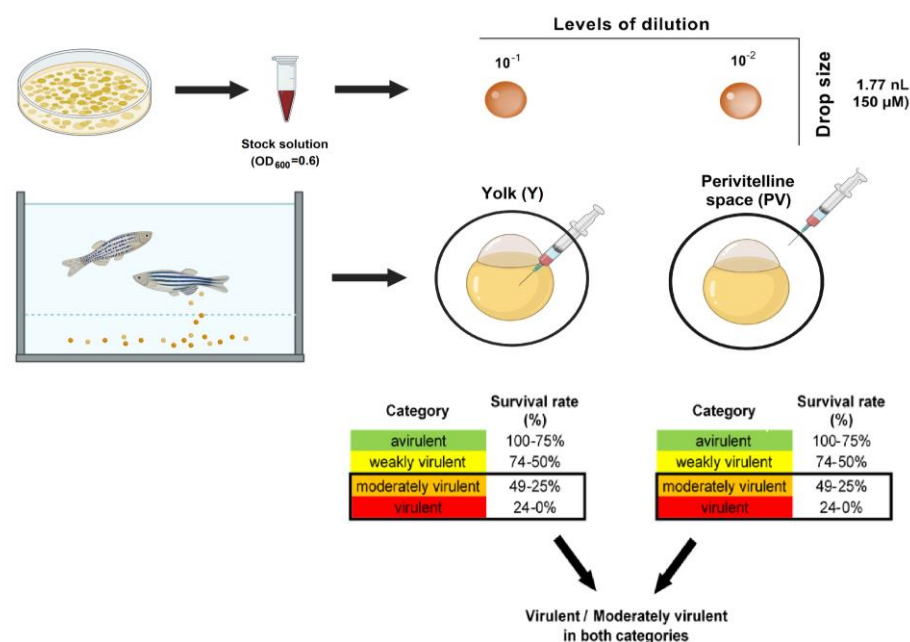 Levels of dilution
10⁻¹
10⁻²
Drop size
1.77 nL
150 µM)
Stock solution
(OD₆₀₀=0.6)
Yolk (Y)
Perivitelline
space (PV)
Category Survival rate
(%)
avirulent 100-75%
weakly virulent 74-50%
moderately virulent 49-25%
virulent 24-0%
Category Survival rate
(%)
avirulent 100-75%
weakly virulent 74-50%
moderately virulent 49-25%
virulent 24-0%
Virulent / Moderately virulent
in both categories